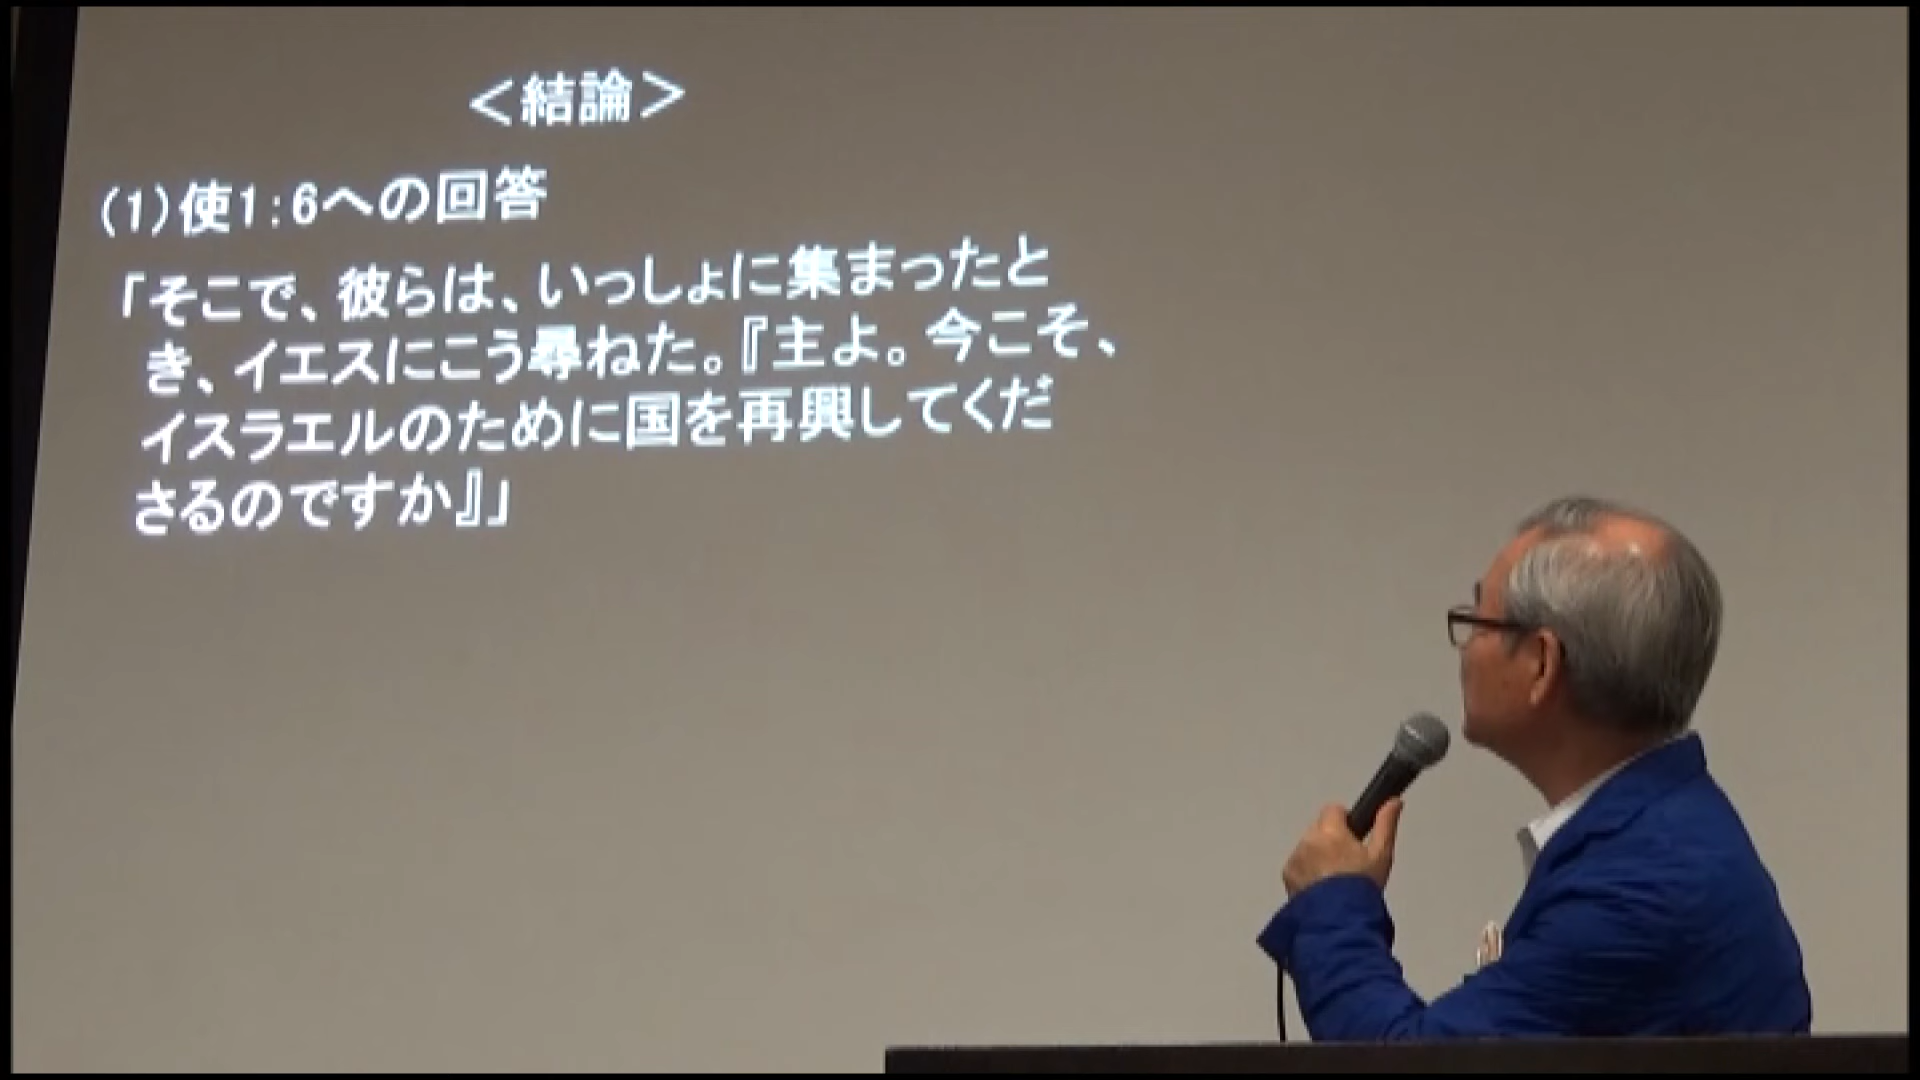 ＜結論＞
(1)使1:6への回答
「そこで、彼らは、いっしょに集まったと
き、イエスにこう尋ねた。『主よ。今こそ、
イスラエルのために国を再興してくだ
さるのですか』」